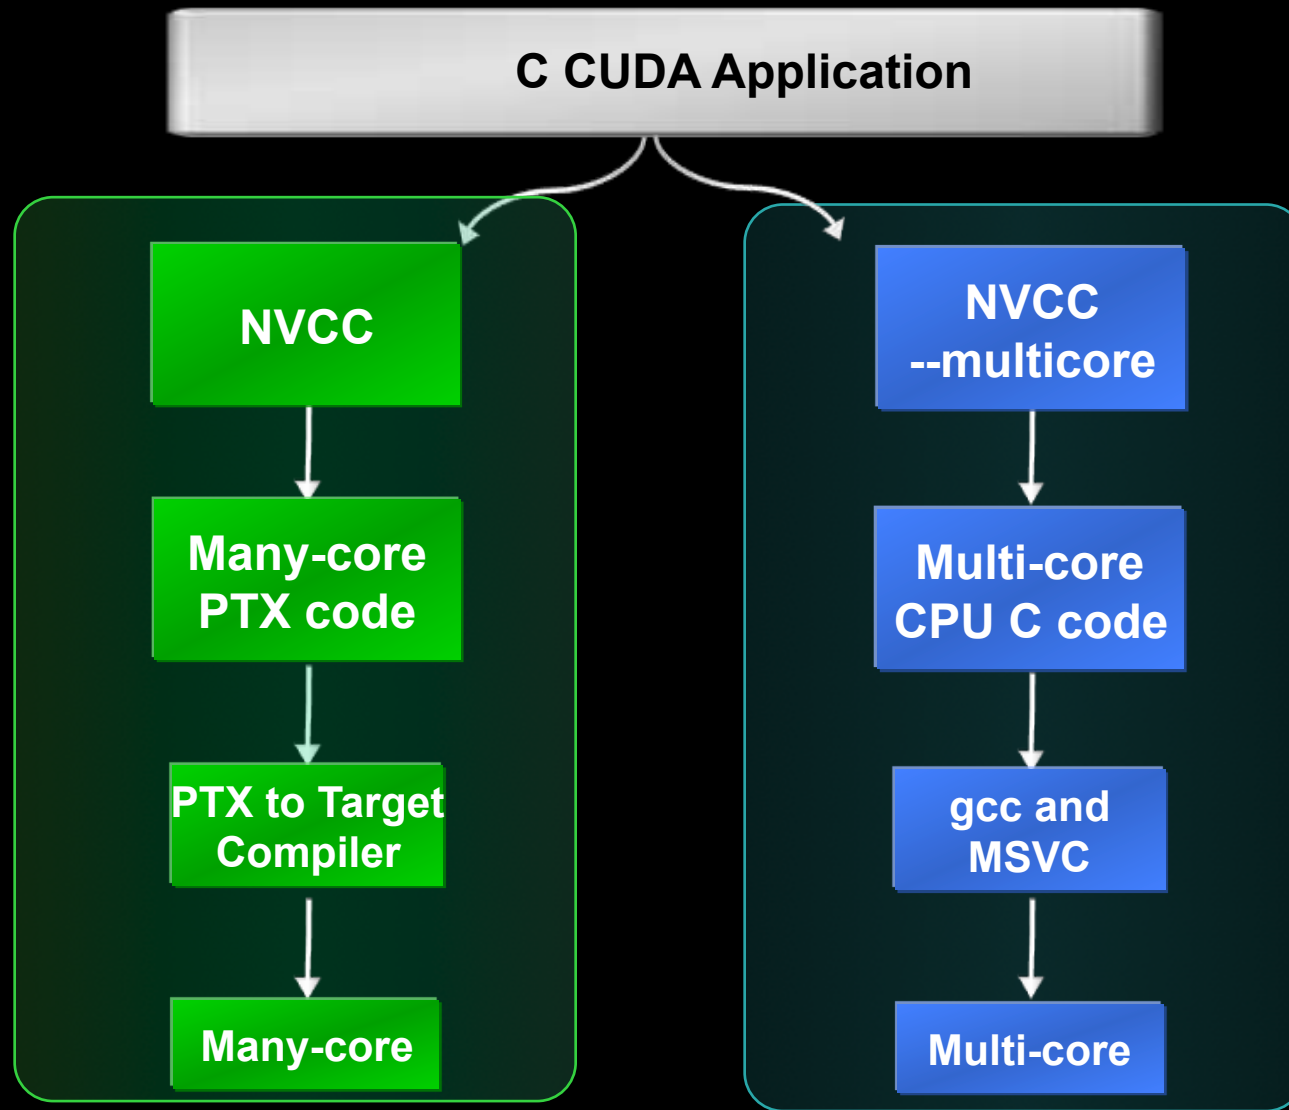 C CUDA Application
NVCC
Many-core
PTX code
PTX to Target
Compiler
Many-core
NVCC
--multicore
Multi-core
CPU C code
gcc and
MSVC
Multi-core